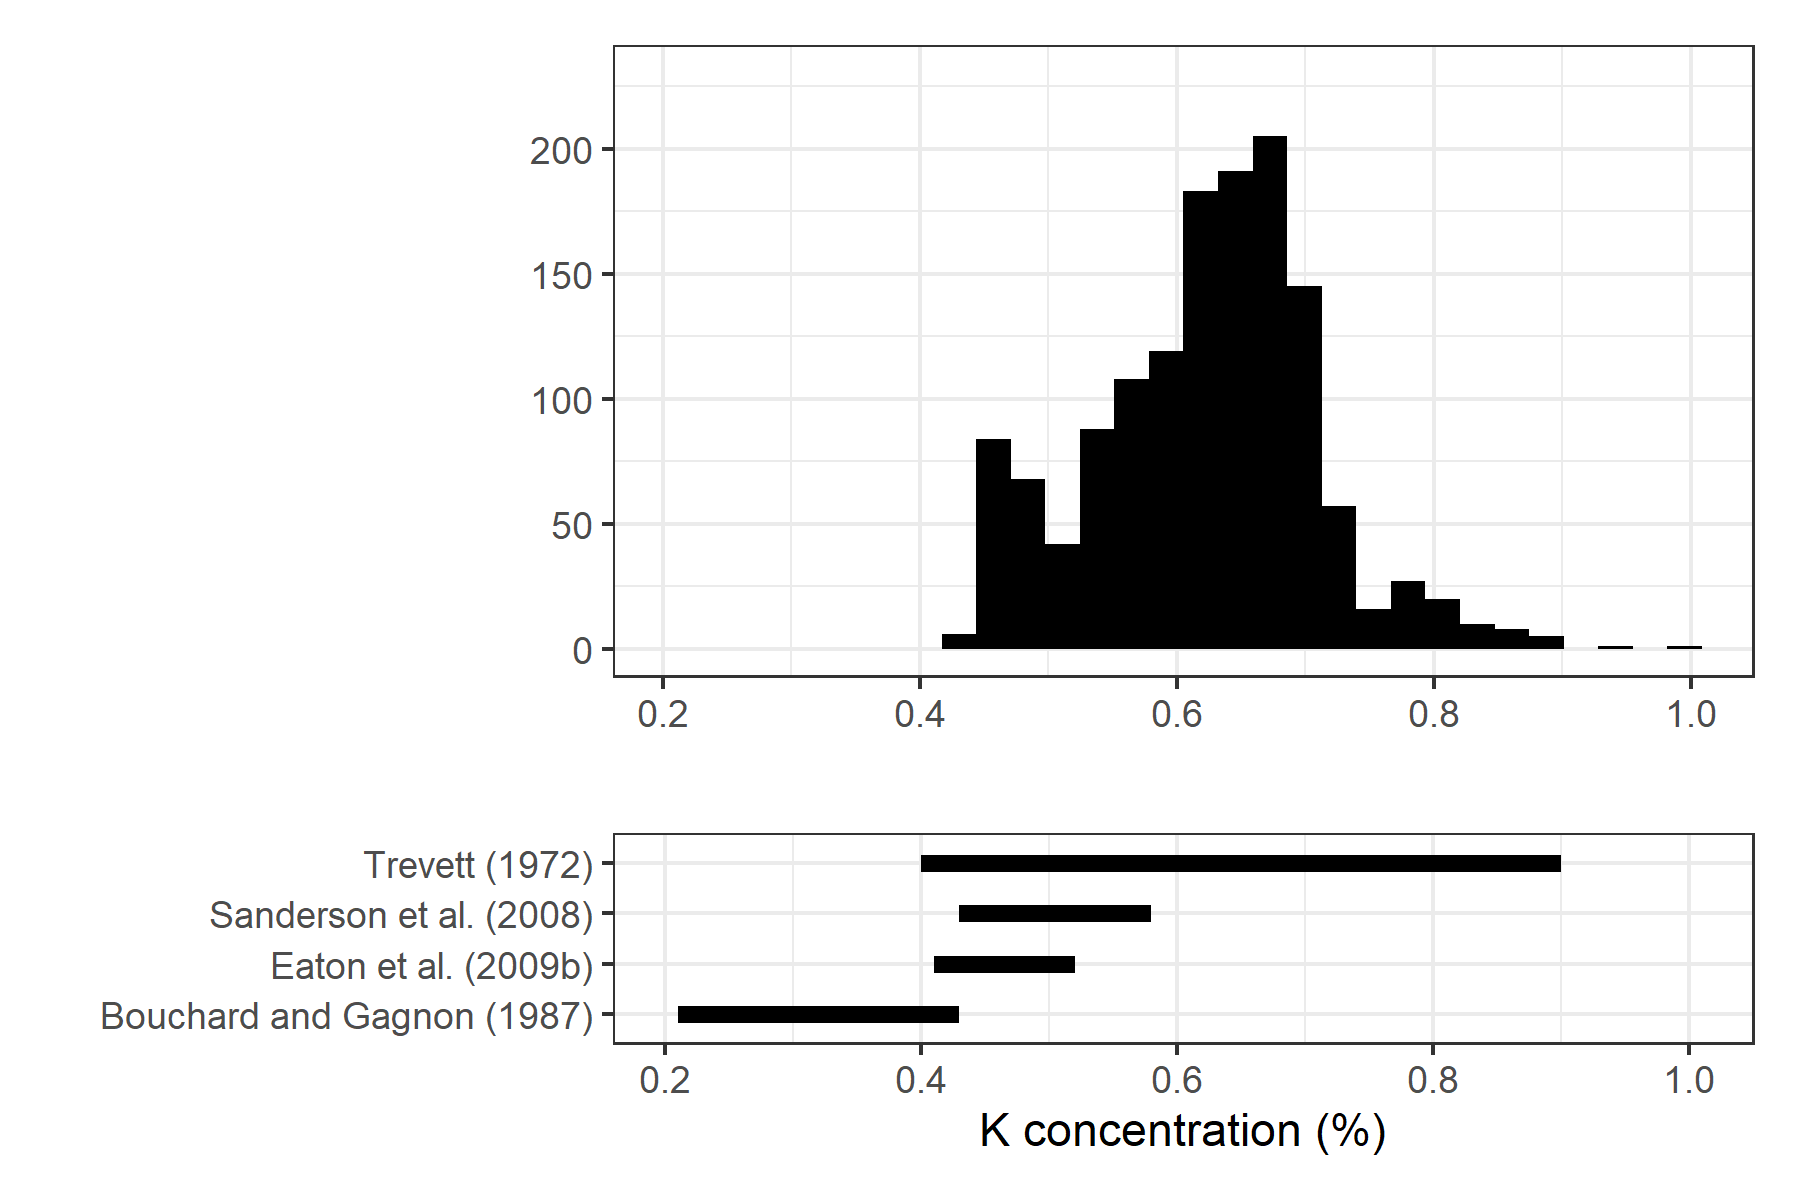 200
150
100
50
0
0.2 0.4 0.6 0.8 1.0
Trevett (1972)
Sanderson et al. (2008)
Eaton et al. (2009b)
Bouchard and Gagnon (1987)
0.2 0.4 0.6 0.8 1.0
K concentration (%)